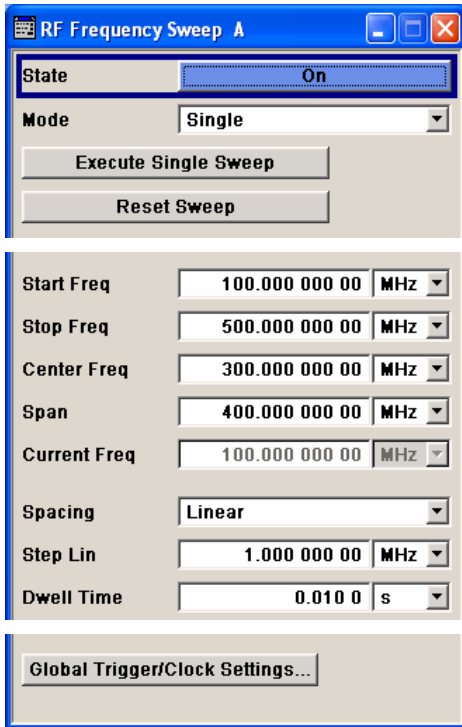 RF Frequency Sweep A
State On
Mode Single
Execute Single Sweep
Reset Sweep
Start Freq 100.000 000 00 MHz
Stop Freq 500.000 000 00 MHz
Center Freq 300.000 000 00 MHz
Span 400.000 000 00 MHz
Current Freq 100.000 000 00 MHz
Spacing Linear
Step Lin 1.000 000 00 MHz
Dwell Time 0.010 0 s
Global Trigger/Clock Settings...